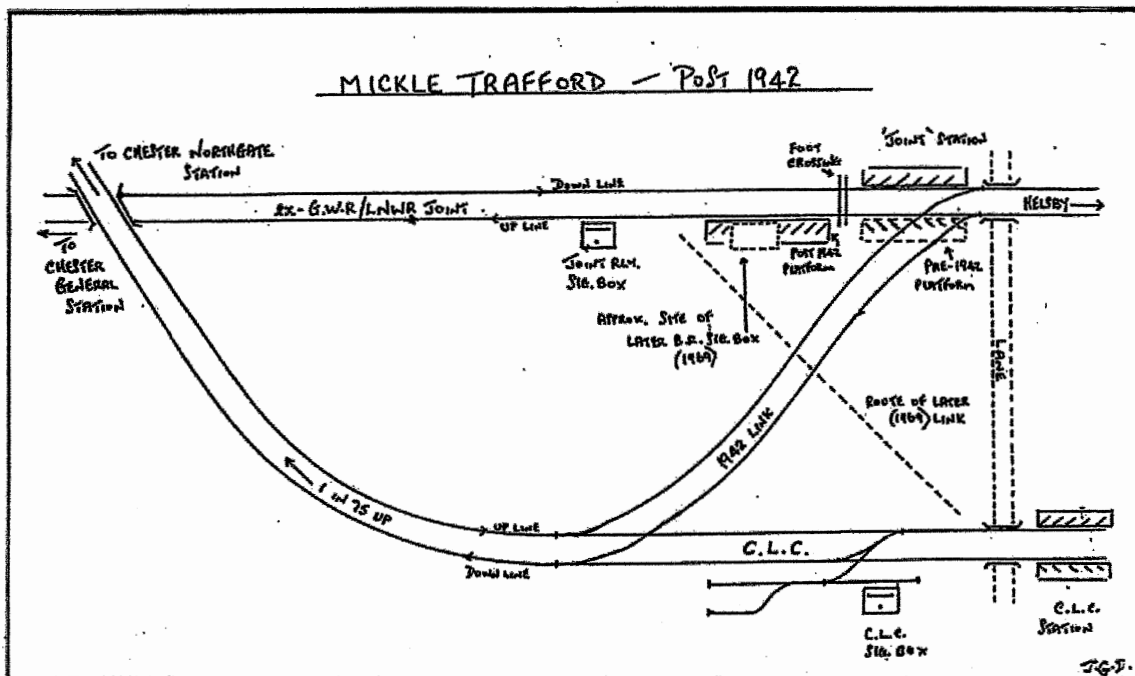 MICKLE TRAFFORD — POST 1942
TO CHESTER NORTHGATE
STATION
FOOT
CROSSING
'JOINT' STATION
DOWN LINE
EX-G.W.R/LNWR JOINT
UP LINE
HELSBY
TO
CHESTER
GENERAL
STATION
JOINT RLY.
SIG. BOX
POST 1942
PLATFORM
PRE-1942
PLATFORM
APPROX. SITE OF
LATER B.R. SIG. BOX
(1969)
LANE
ROUTE OF LATER
(1969) LINK
1942 LINK
1 IN 75 UP
UP LINE
C.L.C.
DOWN LINE
C.L.C.
SIG. BOX
C.L.C.
STATION
J.G.D.